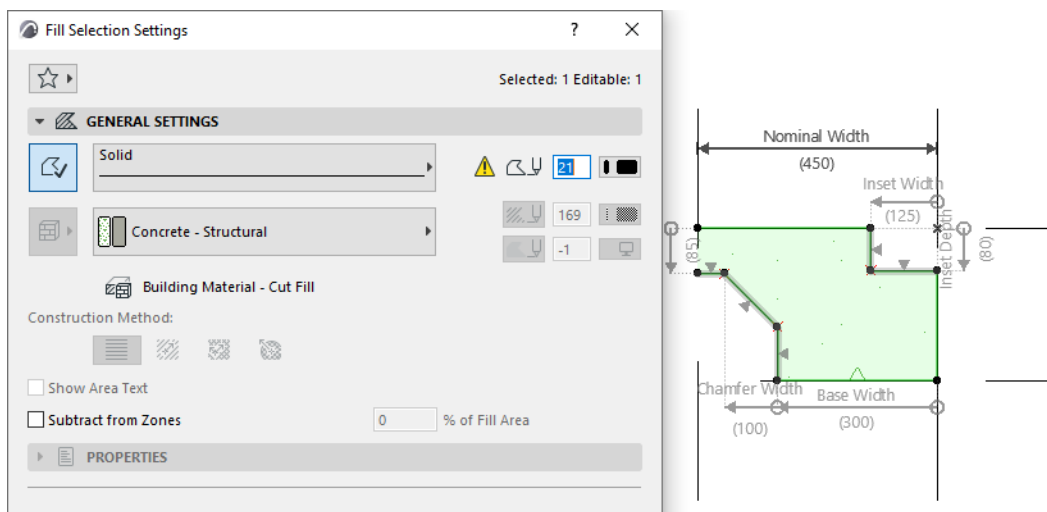 Fill Selection Settings
?
Selected: 1 Editable: 1
GENERAL SETTINGS
Solid
21
169
Concrete - Structural
-1
Building Material - Cut Fill
Construction Method:
Show Area Text
Subtract from Zones
0
% of Fill Area
PROPERTIES
Nominal Width
(450)
Inset Width
(125)
(85)
Inset Depth
(80)
Chamfer Width
(100)
Base Width
(300)